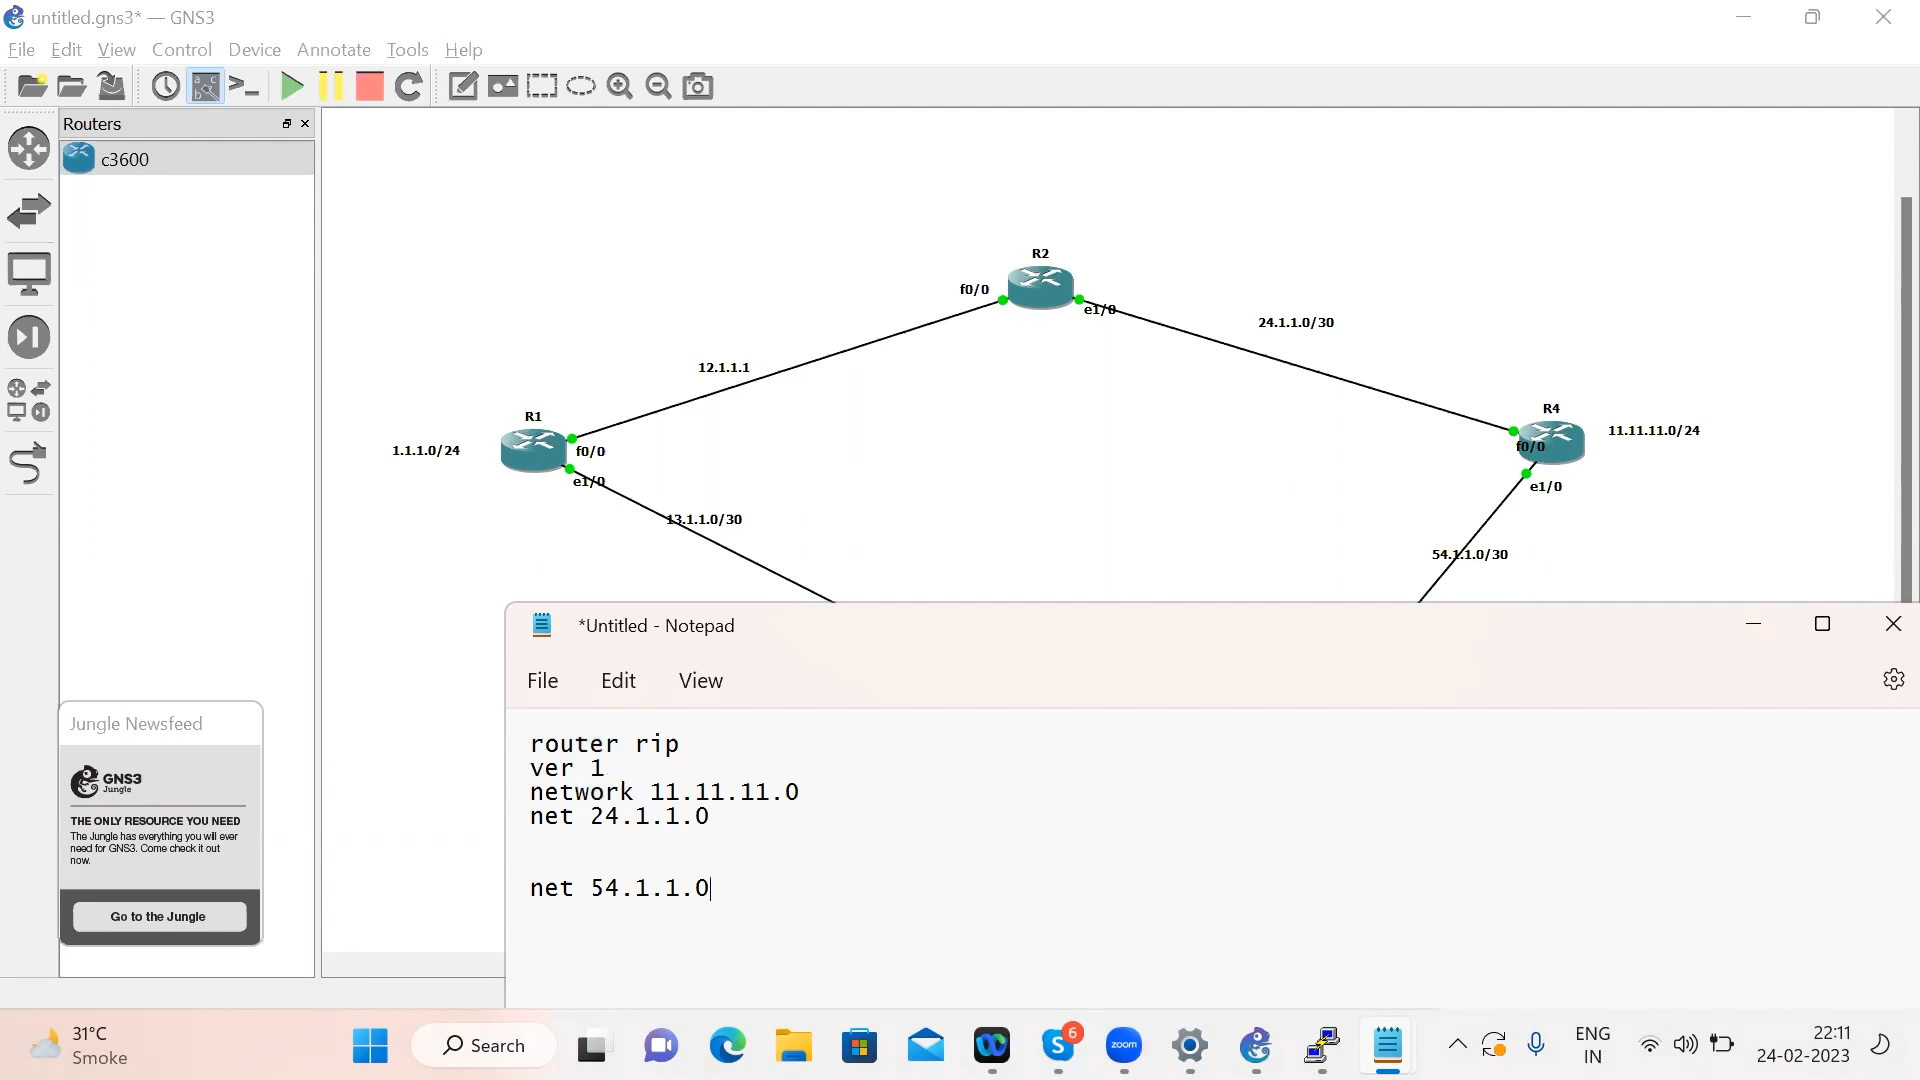 untitled.gns3* — GNS3
File Edit View Control Device Annotate Tools Help
Routers
c3600
R2
f0/0
e1/0
24.1.1.0/30
12.1.1.1
R1
R4
1.1.1.0/24
f0/0
e1/0
f0/0
11.11.11.0/24
e1/0
13.1.1.0/30
54.1.1.0/30
*Untitled - Notepad
File Edit View
router rip
ver 1
network 11.11.11.0
net 24.1.1.0
net 54.1.1.0
Jungle Newsfeed
GNS3
Jungle
THE ONLY RESOURCE YOU NEED
The Jungle has everything you will ever
need for GNS3. Come check it out
now.
Go to the Jungle
31°C
Smoke
Search
6
zoom
ENG
IN
22:11
24-02-2023